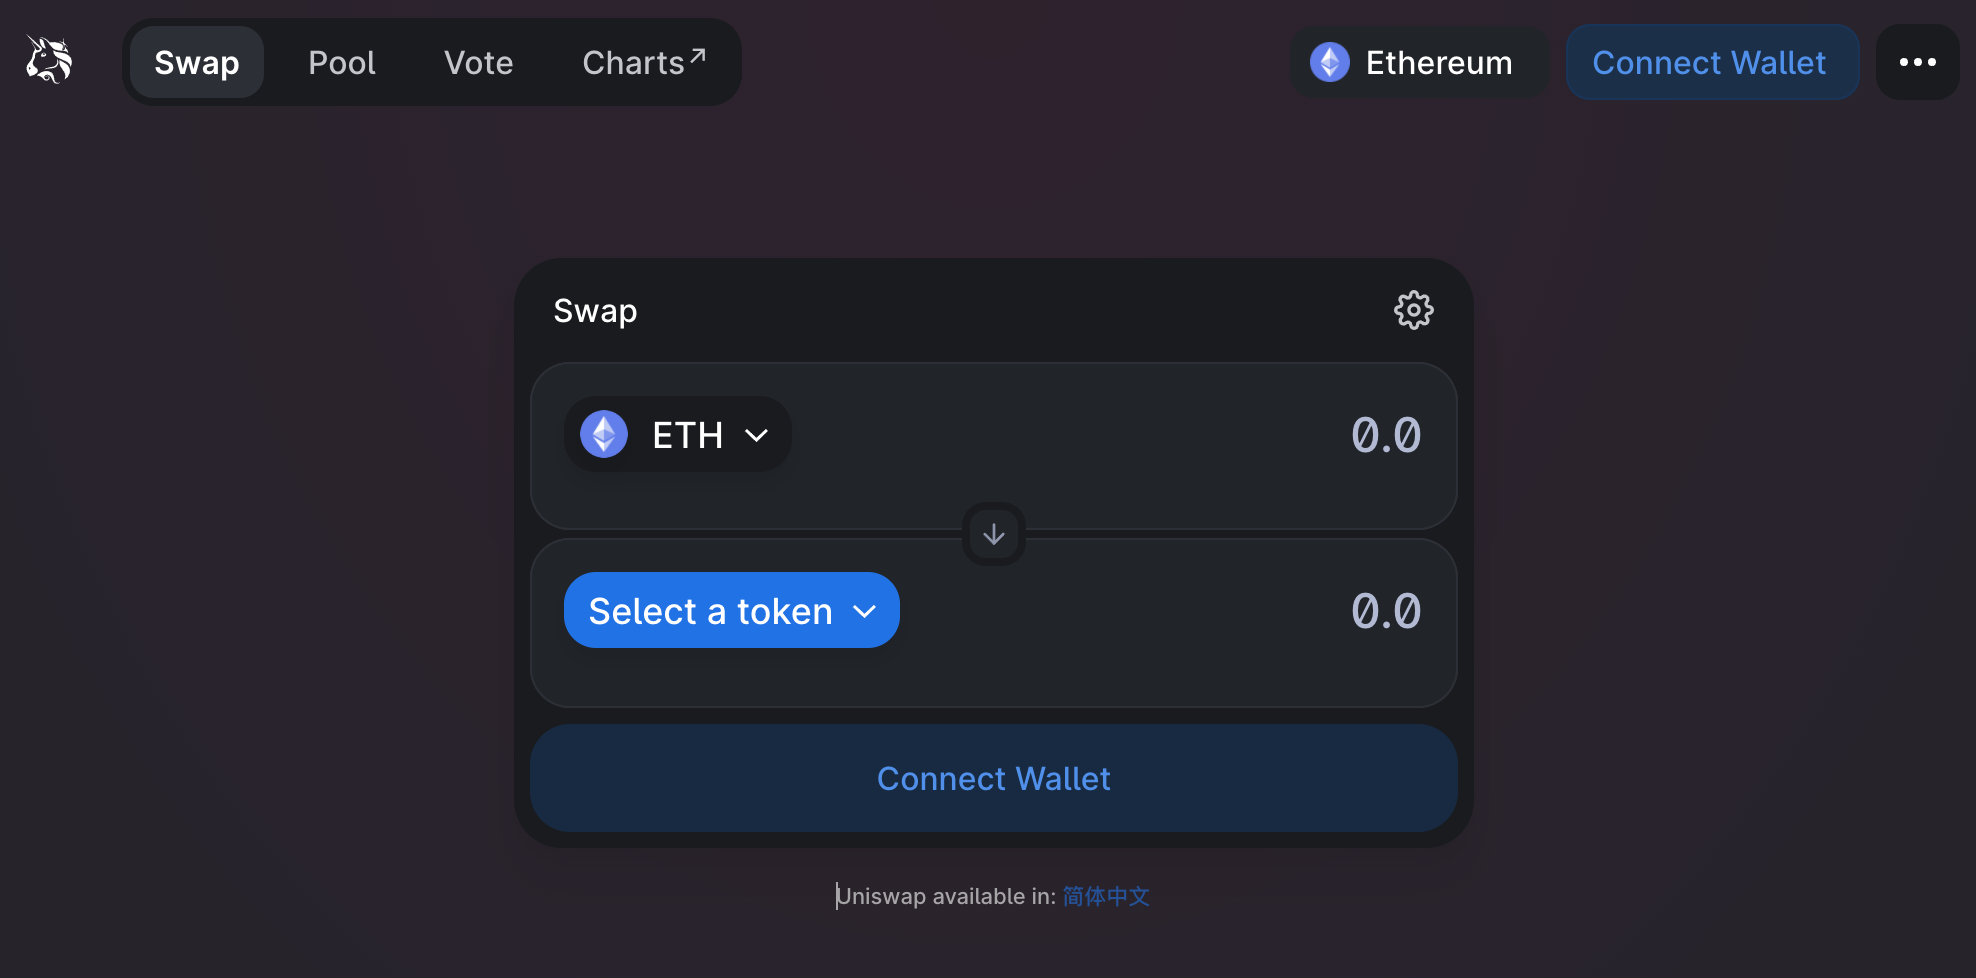 Swap Pool Vote Charts↗ Ethereum Connect Wallet
Swap
ETH 0.0
Select a token 0.0
Connect Wallet
Uniswap available in: 简体中文